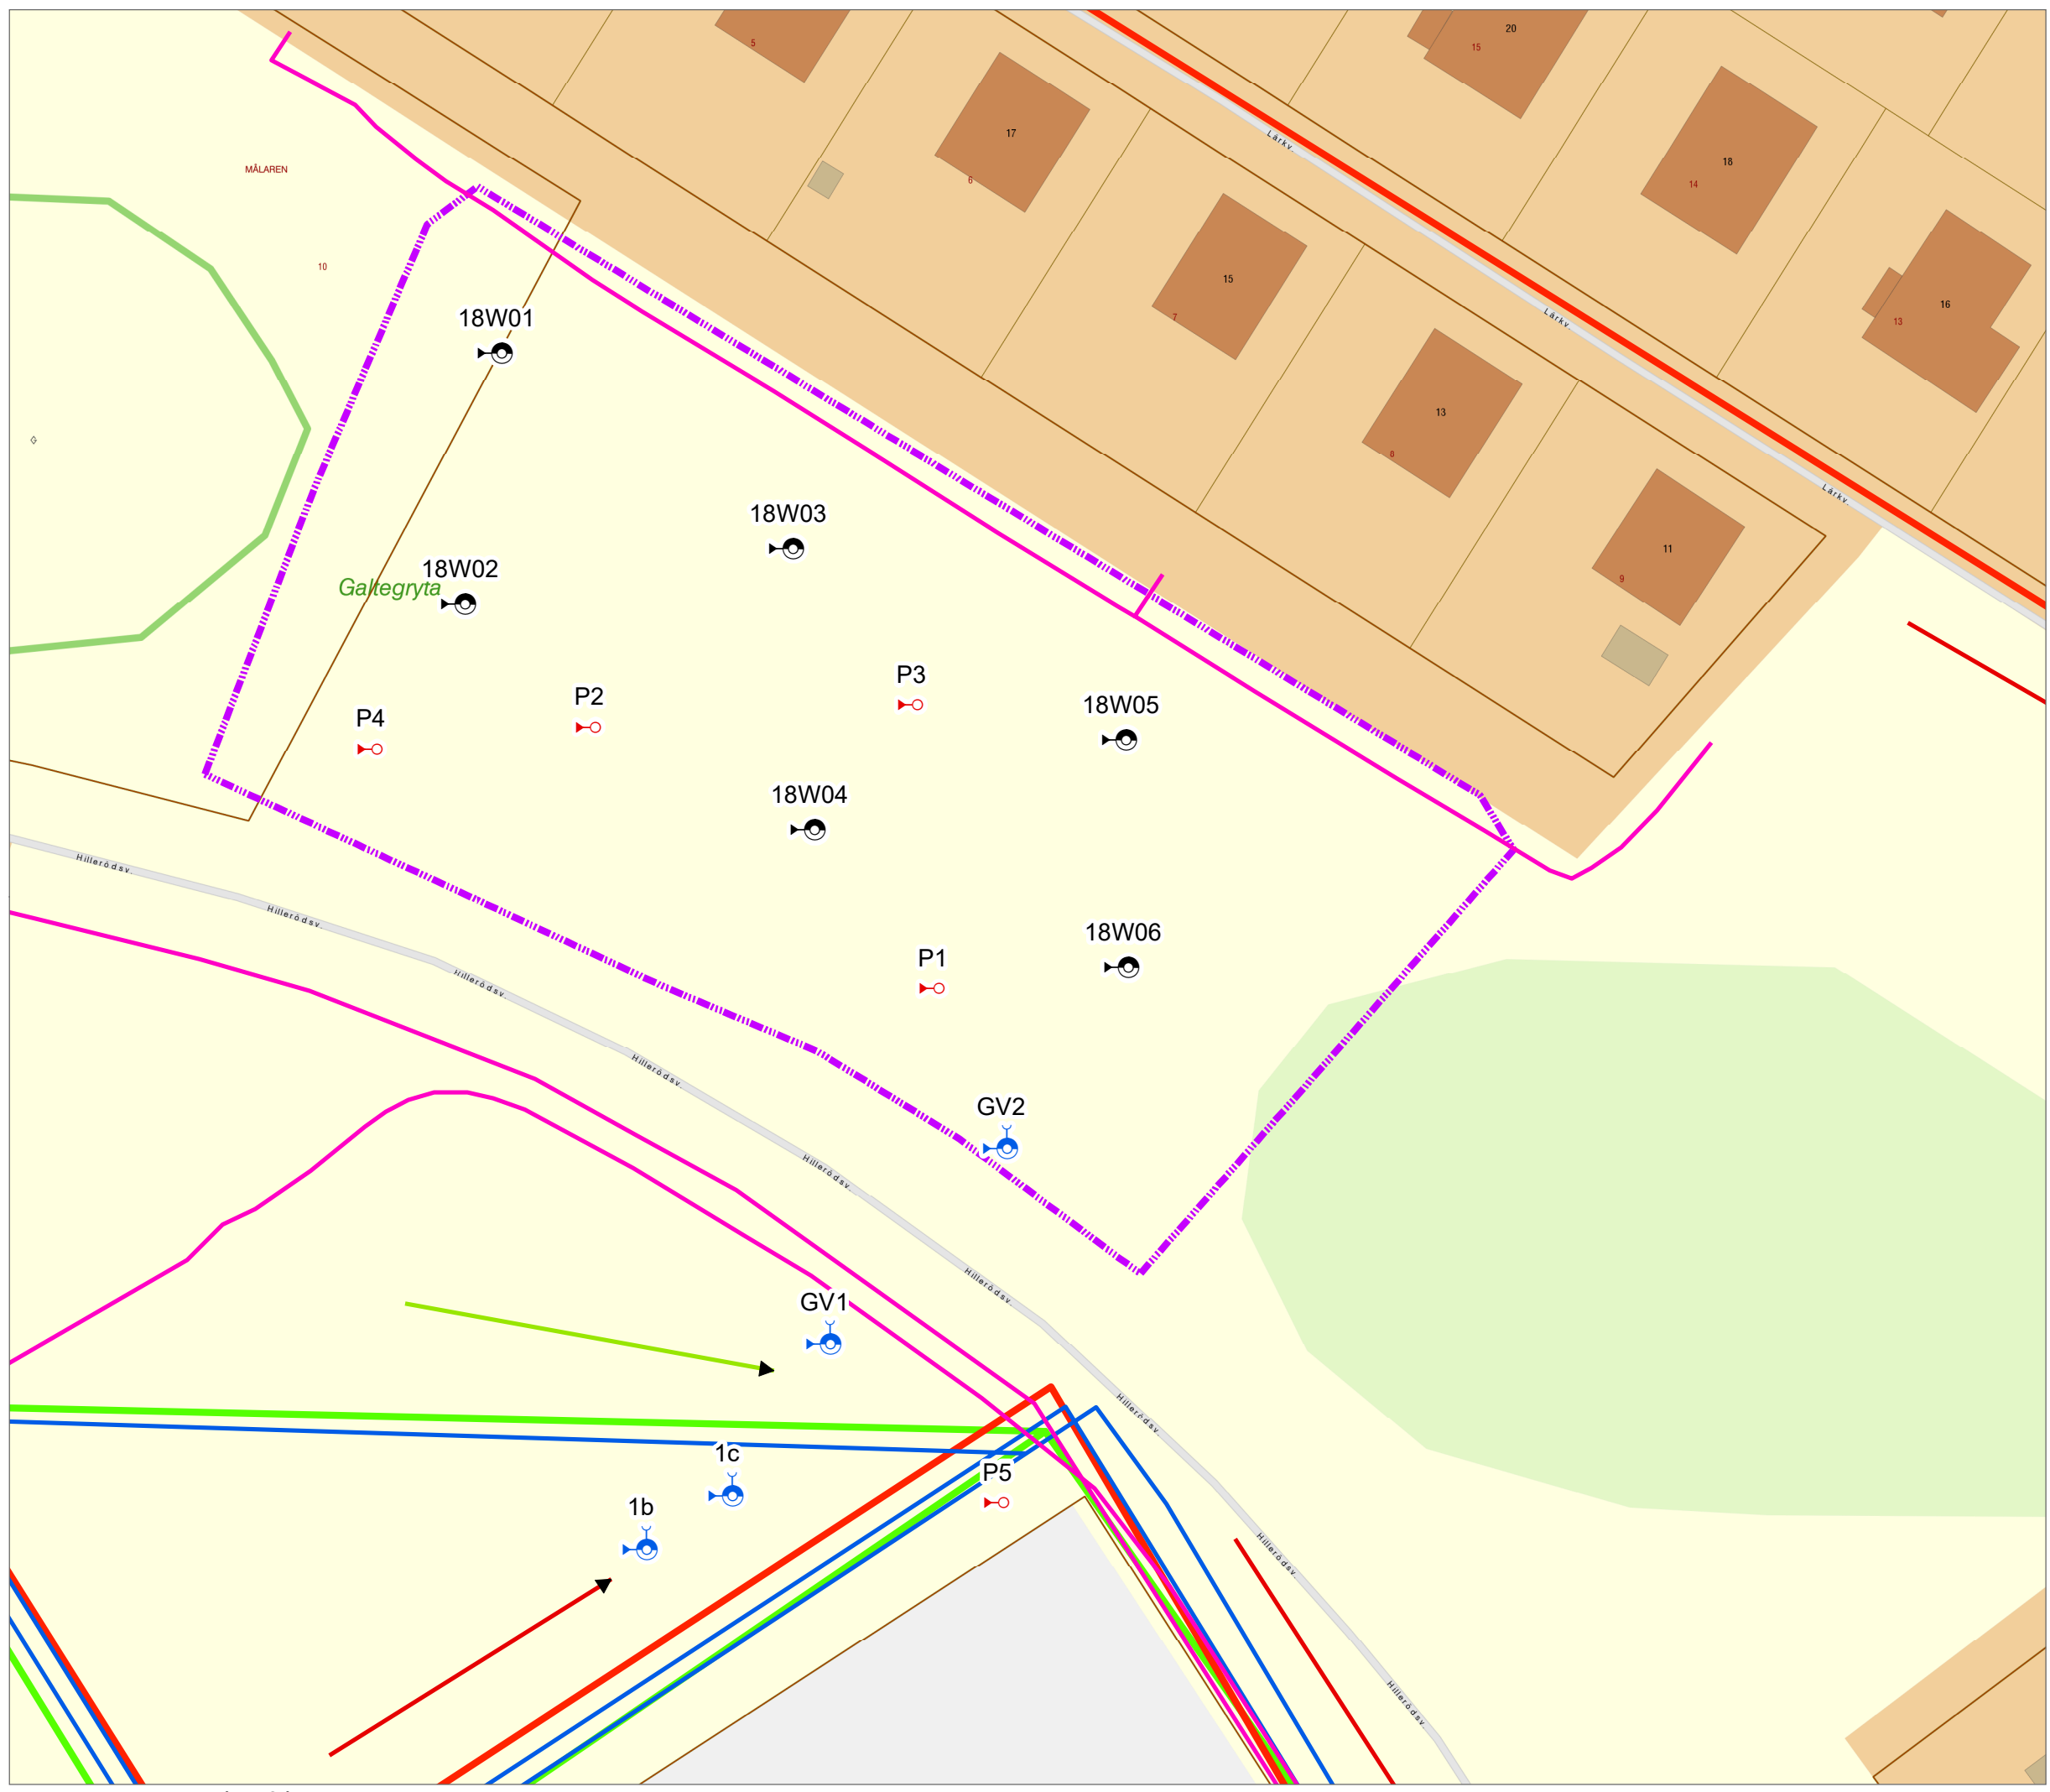 5
20
15
Lärkv.
17
6
18
14
MÅLAREN
10
15
7
Lärkv.
16
13
18W01
13
8
G
Lärkv.
18W03
11
9
18W02
Galtegryta
P3
P2
P4
18W05
18W04
Hillerödsv.
Hillerödsv.
18W06
P1
Hillerödsv.
Hillerödsv.
GV2
Hillerödsv.
Hillerödsv.
GV1
Hillerödsv.
1c
P5
1b
Hillerödsv.
Hillerödsv.